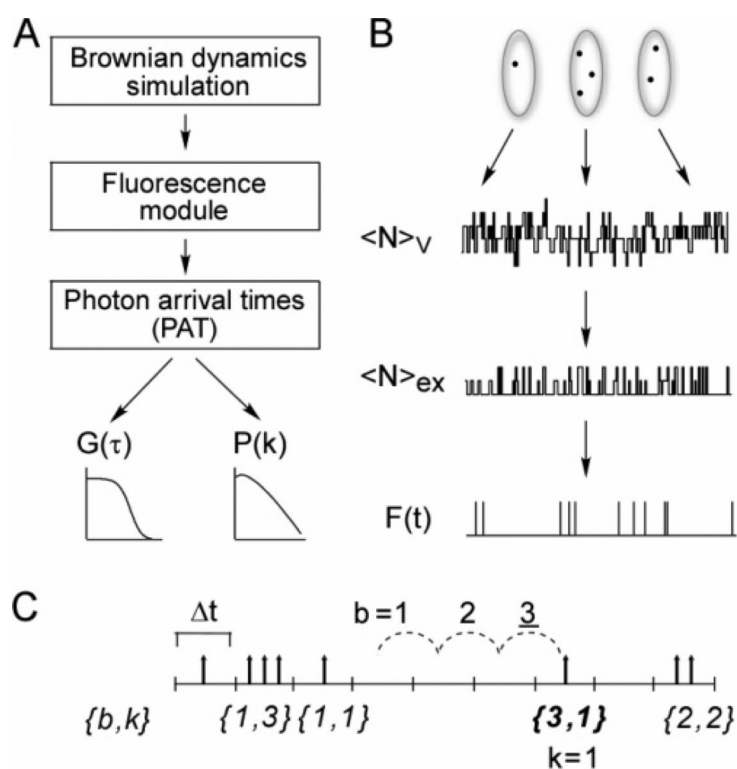 A
Brownian dynamics
simulation
Fluorescence
module
Photon arrival times
(PAT)
G(τ)
P(k)
B
<N>V
<N>ex
F(t)
C
Δt
b =1
2
3
{b,k}
{1,3}
{1,1}
{3,1}
{2,2}
k=1